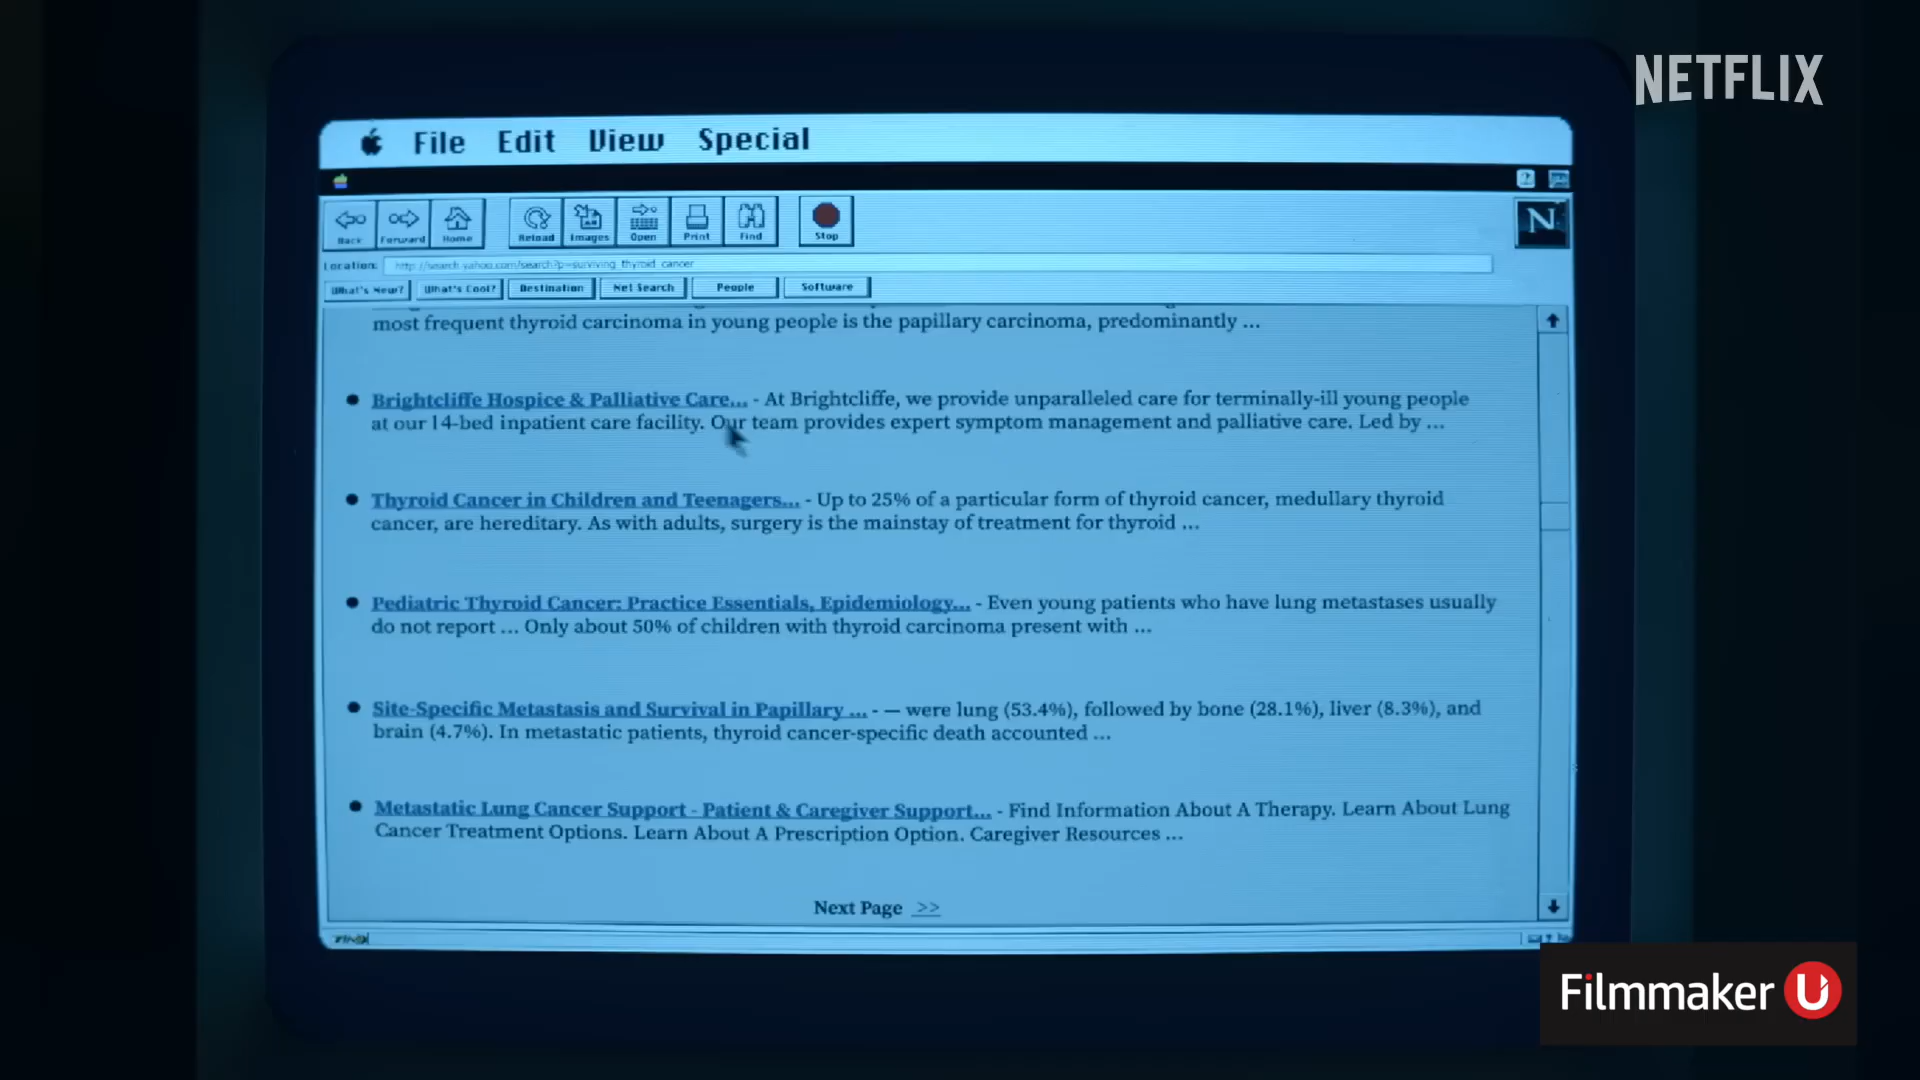 NETFLIX
File Edit View Special
Back Forward Home Reload Images Open Print Find Stop
N
Location: http://search.yahoo.com/search?p=surviving_thyroid_cancer
What's New? What's Cool? Destination Net Search People Software
most frequent thyroid carcinoma in young people is the papillary carcinoma, predominantly ...
Brightcliffe Hospice & Palliative Care... - At Brightcliffe, we provide unparalleled care for terminally-ill young people
at our 14-bed inpatient care facility. Our team provides expert symptom management and palliative care. Led by ...
Thyroid Cancer in Children and Teenagers... - Up to 25% of a particular form of thyroid cancer, medullary thyroid
cancer, are hereditary. As with adults, surgery is the mainstay of treatment for thyroid ...
Pediatric Thyroid Cancer: Practice Essentials, Epidemiology... - Even young patients who have lung metastases usually
do not report ... Only about 50% of children with thyroid carcinoma present with ...
Site-Specific Metastasis and Survival in Papillary ... - — were lung (53.4%), followed by bone (28.1%), liver (8.3%), and
brain (4.7%). In metastatic patients, thyroid cancer-specific death accounted ...
Metastatic Lung Cancer Support - Patient & Caregiver Support... - Find Information About A Therapy. Learn About Lung
Cancer Treatment Options. Learn About A Prescription Option. Caregiver Resources ...
Next Page >>
Filmmaker U